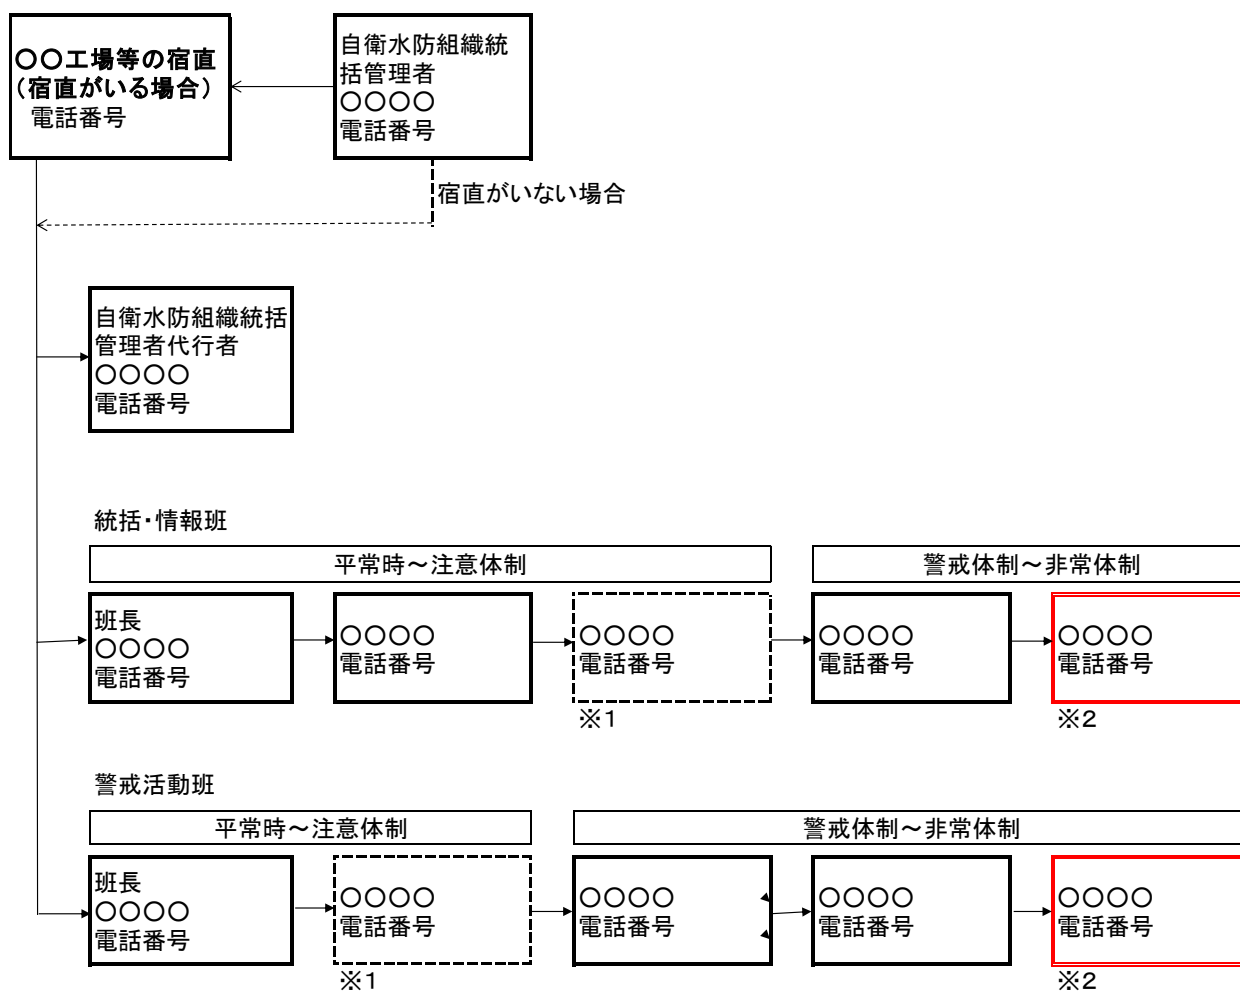 〇〇工場等の宿直
（宿直がいる場合）
電話番号
自衛水防組織統
括管理者
〇〇〇〇
電話番号
宿直がいない場合
自衛水防組織統括
管理者代行者
〇〇〇〇
電話番号
統括・情報班
平常時～注意体制
警戒体制～非常体制
班長
〇〇〇〇
電話番号
〇〇〇〇
電話番号
〇〇〇〇
電話番号
※1
〇〇〇〇
電話番号
〇〇〇〇
電話番号
※2
警戒活動班
平常時～注意体制
警戒体制～非常体制
班長
〇〇〇〇
電話番号
〇〇〇〇
電話番号
※1
〇〇〇〇
電話番号
〇〇〇〇
電話番号
〇〇〇〇
電話番号
※2